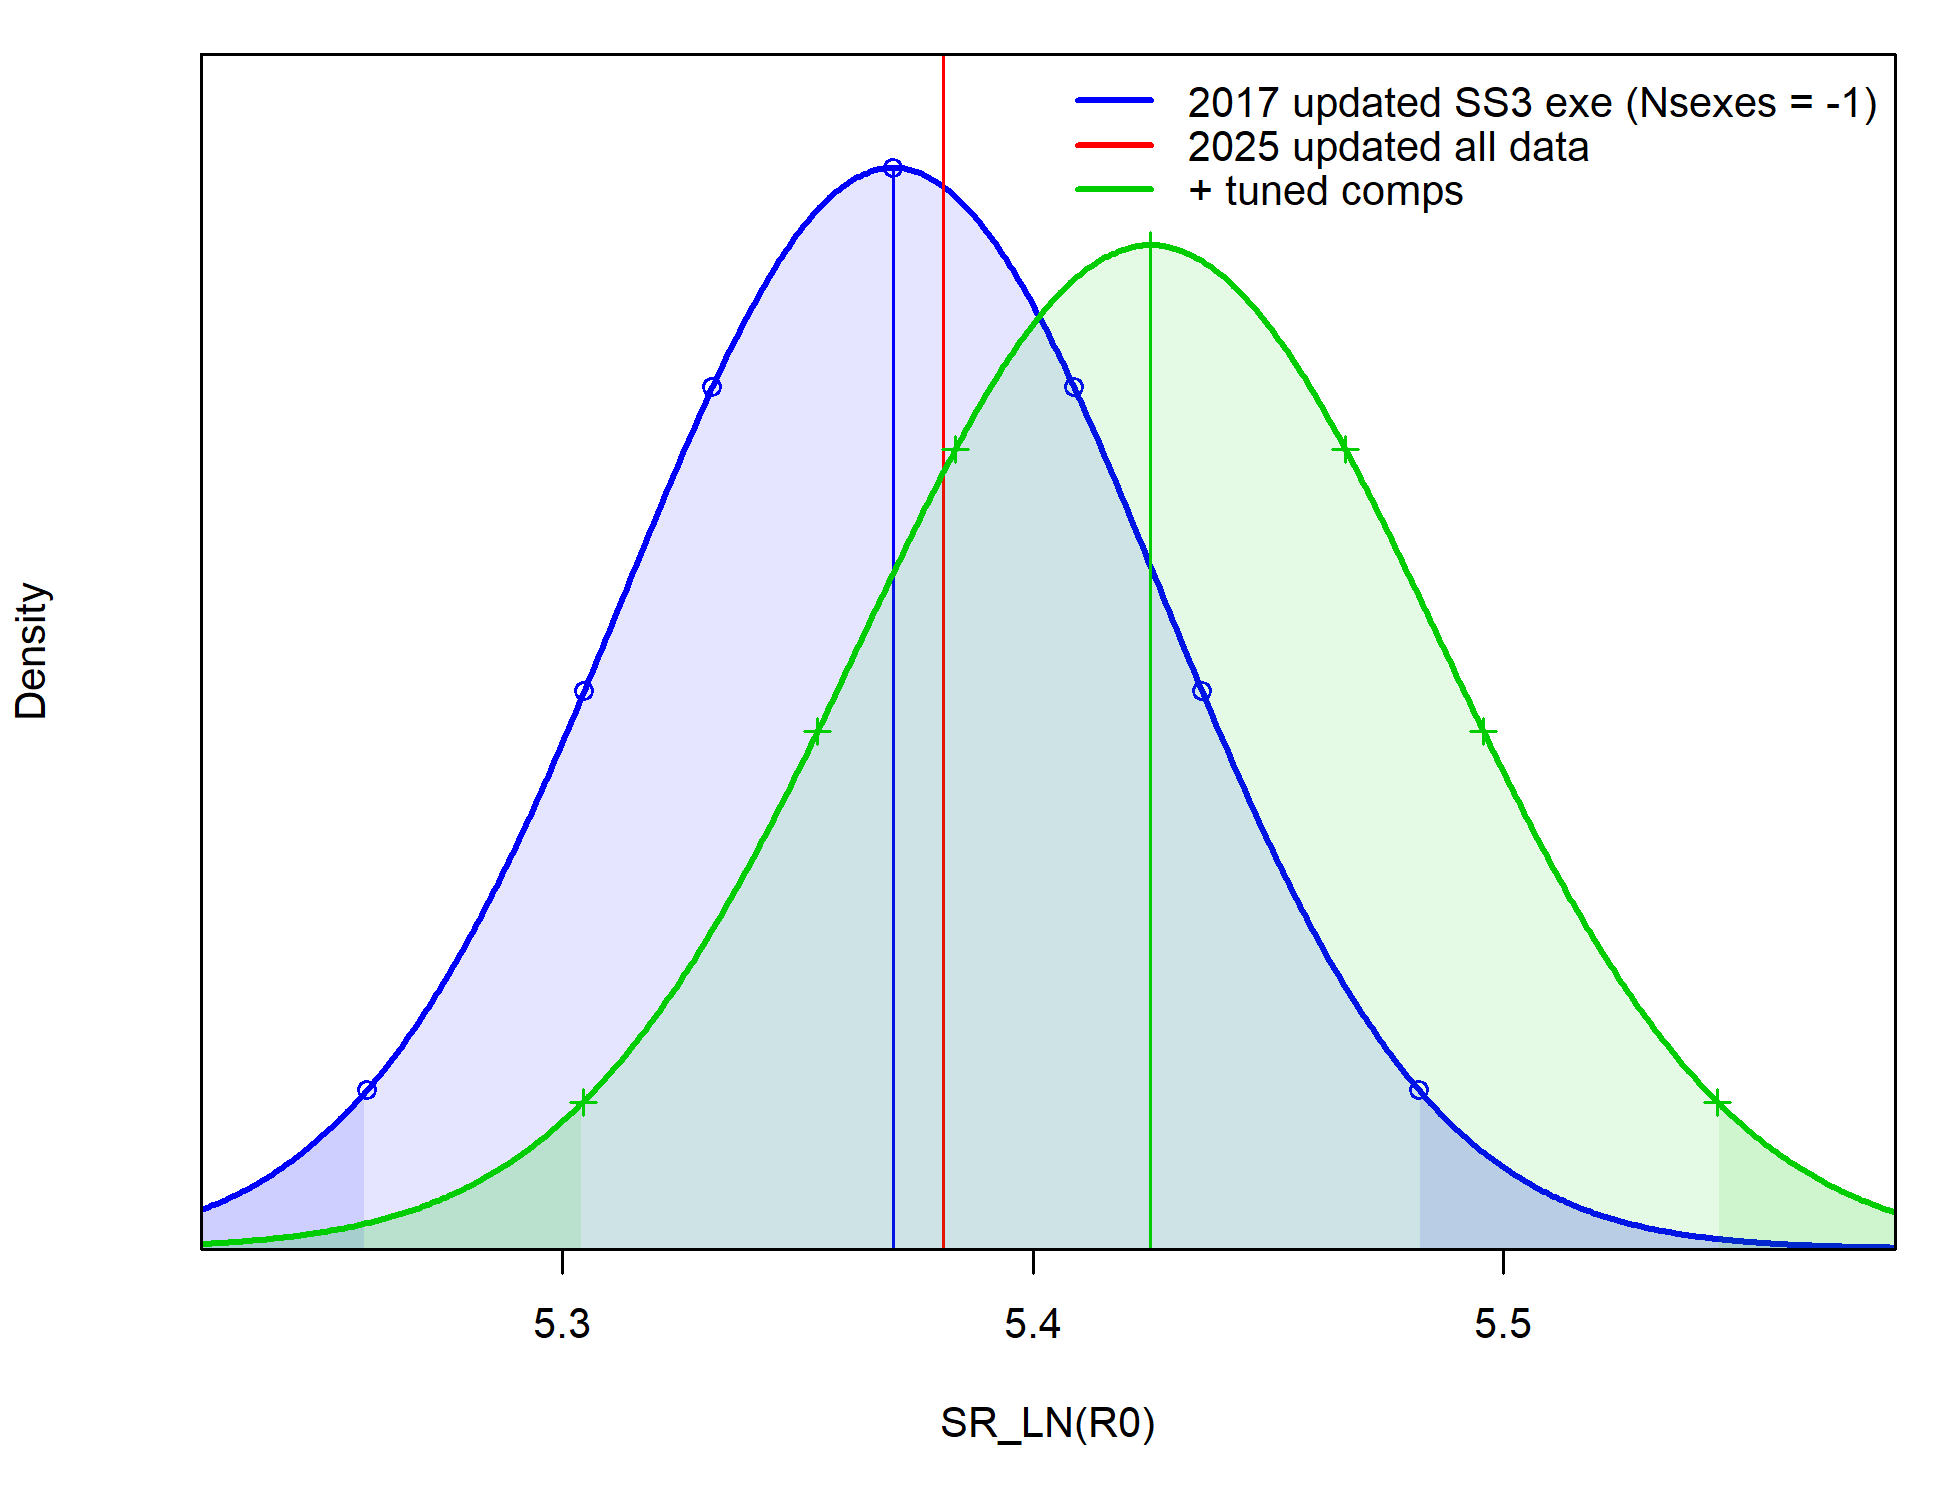 2017 updated SS3 exe (Nsexes = -1)
2025 updated all data
+ tuned comps
Density
5.3
5.4
5.5
SR_LN(R0)